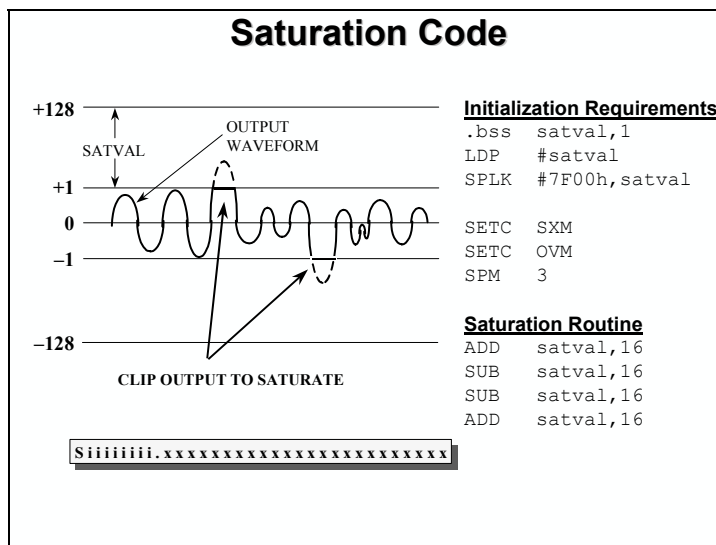 Saturation Code
+128
SATVAL
OUTPUT
WAVEFORM
+1
0
–1
–128
CLIP OUTPUT TO SATURATE
Siiiiiiii.xxxxxxxxxxxxxxxxxxxxxxxx
Initialization Requirements
.bss satval,1
LDP #satval
SPLK #7F00h,satval
SETC SXM
SETC OVM
SPM 3
Saturation Routine
ADD satval,16
SUB satval,16
SUB satval,16
ADD satval,16